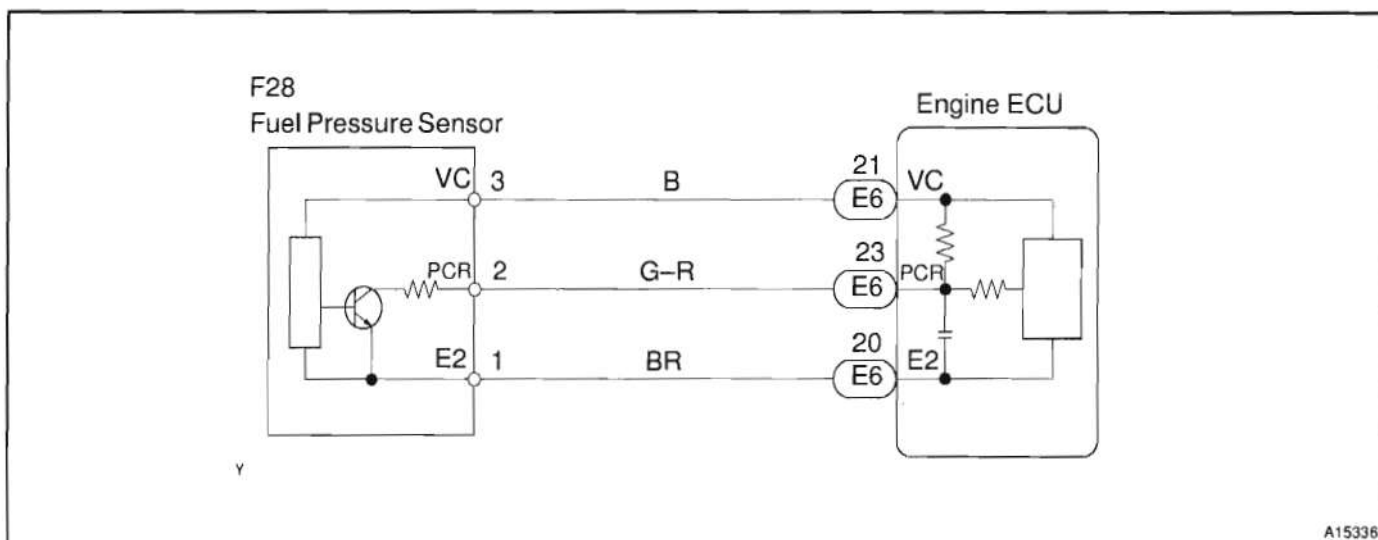 F28
Fuel Pressure Sensor
Engine ECU
VC 3 B 21 E6 VC
PCR 2 G–R 23 E6 PCR
E2 1 BR 20 E6 E2
Y
A15336